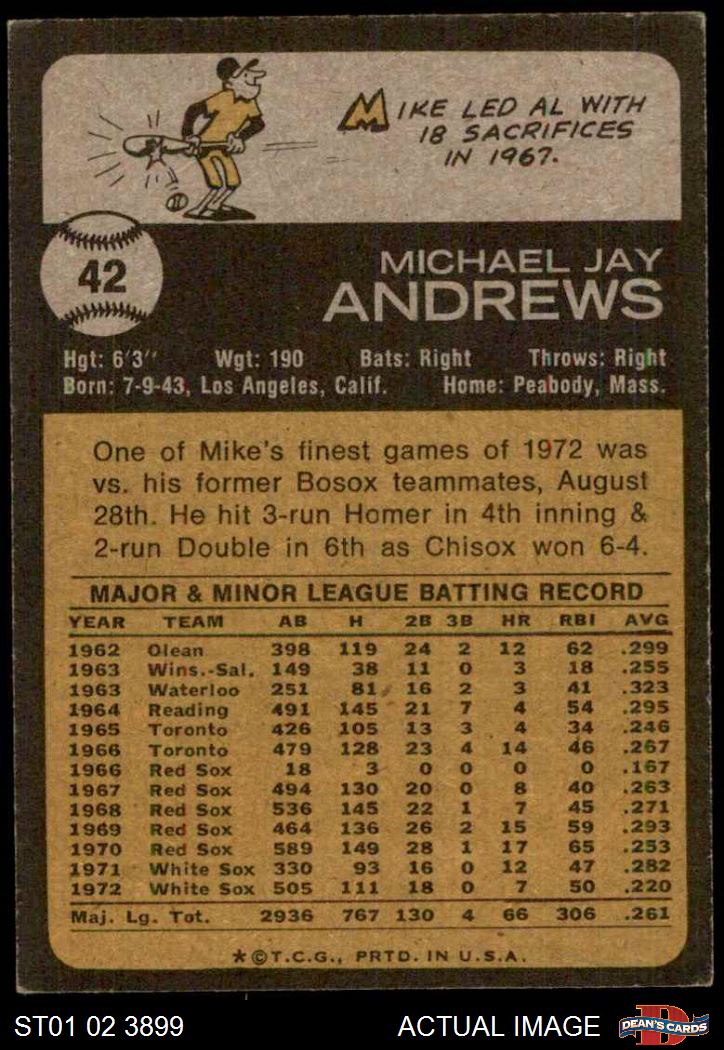 MIKE LED AL WITH
18 SACRIFICES
IN 1967.
42
MICHAEL JAY
ANDREWS
Hgt: 6'3" Wgt: 190 Bats: Right Throws: Right
Born: 7-9-43, Los Angeles, Calif. Home: Peabody, Mass.
One of Mike's finest games of 1972 was
vs. his former Bosox teammates, August
28th. He hit 3-run Homer in 4th inning &
2-run Double in 6th as Chisox won 6-4.
MAJOR & MINOR LEAGUE BATTING RECORD
YEAR TEAM AB H 2B 3B HR RBI AVG
1962 Olean 398 119 24 2 12 62 .299
1963 Wins.-Sal. 149 38 11 0 3 18 .255
1963 Waterloo 251 81 16 2 3 41 .323
1964 Reading 491 145 21 7 4 54 .295
1965 Toronto 426 105 13 3 4 34 .246
1966 Toronto 479 128 23 4 14 46 .267
1966 Red Sox 18 3 0 0 0 0 .167
1967 Red Sox 494 130 20 0 8 40 .263
1968 Red Sox 536 145 22 1 7 45 .271
1969 Red Sox 464 136 26 2 15 59 .293
1970 Red Sox 589 149 28 1 17 65 .253
1971 White Sox 330 93 16 0 12 47 .282
1972 White Sox 505 111 18 0 7 50 .220
Maj. Lg. Tot. 2936 767 130 4 66 306 .261
*©T.C.G., PRTD. IN U.S.A.
ST01 02 3899 ACTUAL IMAGE
D
DEAN'S CARDS